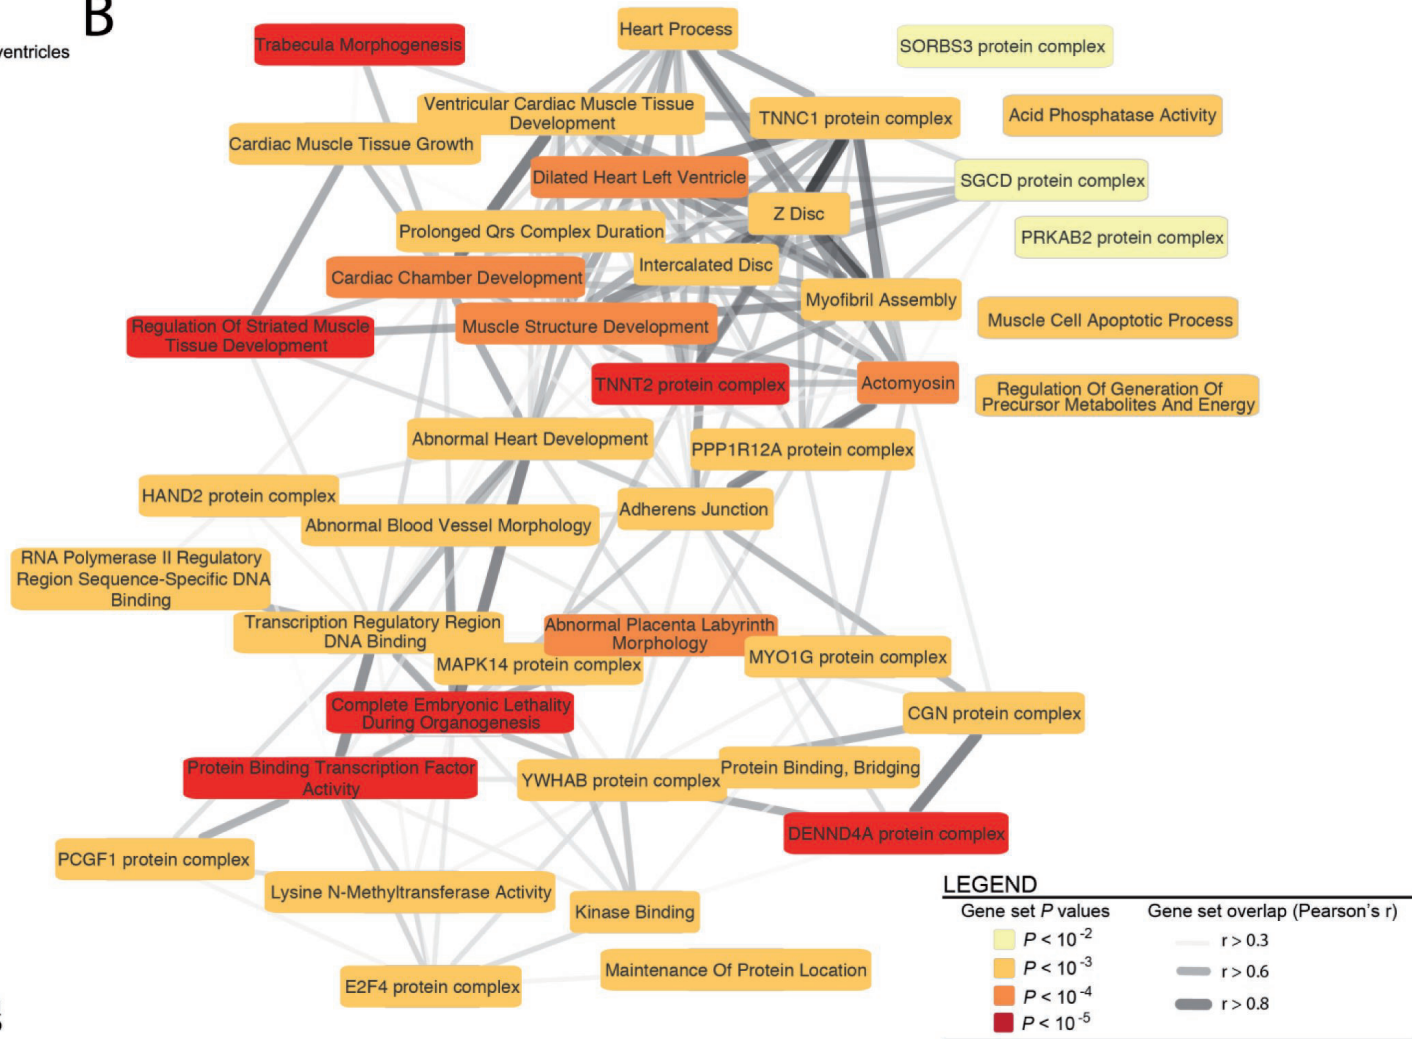 B
ventricles
Heart Process
Trabecula Morphogenesis
SORBS3 protein complex
Ventricular Cardiac Muscle Tissue
Development
TNNC1 protein complex
Acid Phosphatase Activity
Cardiac Muscle Tissue Growth
Dilated Heart Left Ventricle
SGCD protein complex
Z Disc
Prolonged Qrs Complex Duration
PRKAB2 protein complex
Intercalated Disc
Cardiac Chamber Development
Myofibril Assembly
Regulation Of Striated Muscle
Tissue Development
Muscle Structure Development
Muscle Cell Apoptotic Process
TNNT2 protein complex
Actomyosin
Regulation Of Generation Of
Precursor Metabolites And Energy
Abnormal Heart Development
PPP1R12A protein complex
HAND2 protein complex
Adherens Junction
Abnormal Blood Vessel Morphology
RNA Polymerase II Regulatory
Region Sequence-Specific DNA
Binding
Transcription Regulatory Region
DNA Binding
Abnormal Placenta Labyrinth
Morphology
MAPK14 protein complex
MYO1G protein complex
Complete Embryonic Lethality
During Organogenesis
CGN protein complex
Protein Binding Transcription Factor
Activity
YWHAB protein complex
Protein Binding, Bridging
DENND4A protein complex
PCGF1 protein complex
Lysine N-Methyltransferase Activity
Kinase Binding
E2F4 protein complex
Maintenance Of Protein Location
LEGEND
Gene set P values
Gene set overlap (Pearson's r)
P < 10-2
r > 0.3
P < 10-3
r > 0.6
P < 10-4
r > 0.8
P < 10-5